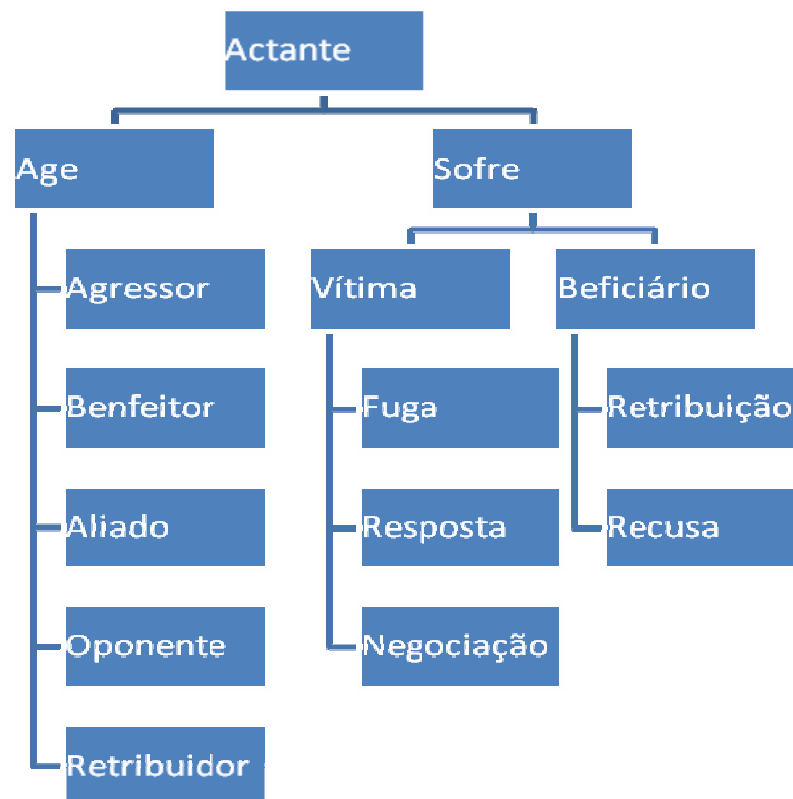 Actante
Age
Sofre
Agressor
Vítima
Beficiário
Benfeitor
Fuga
Retribuição
Aliado
Resposta
Recusa
Oponente
Negociação
Retribuidor